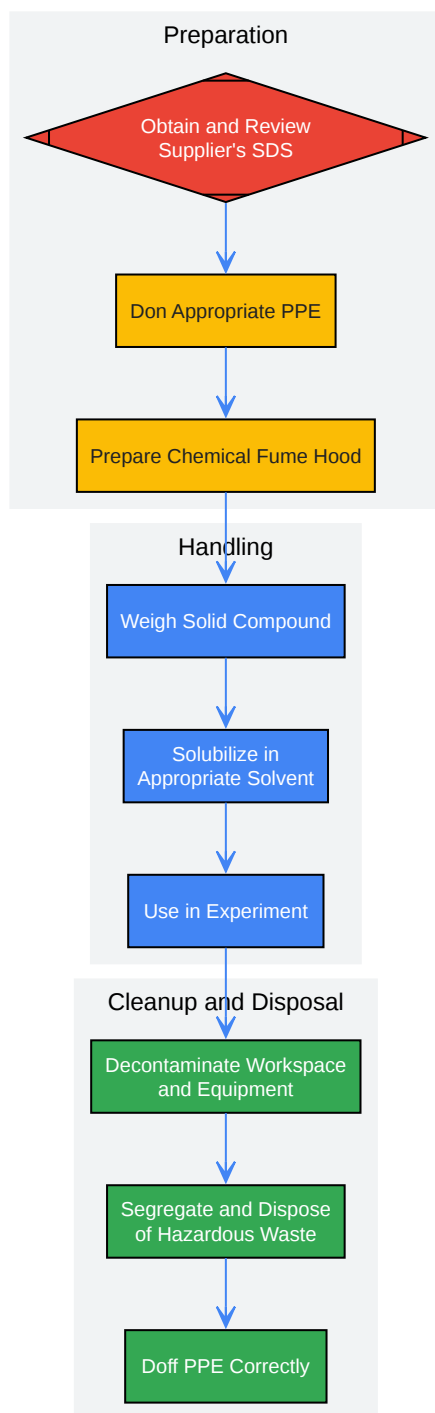 Preparation
Obtain and Review
Supplier's SDS
Don Appropriate PPE
Prepare Chemical Fume Hood
Handling
Weigh Solid Compound
Solubilize in
Appropriate Solvent
Use in Experiment
Cleanup and Disposal
Decontaminate Workspace
and Equipment
Segregate and Dispose
of Hazardous Waste
Doff PPE Correctly